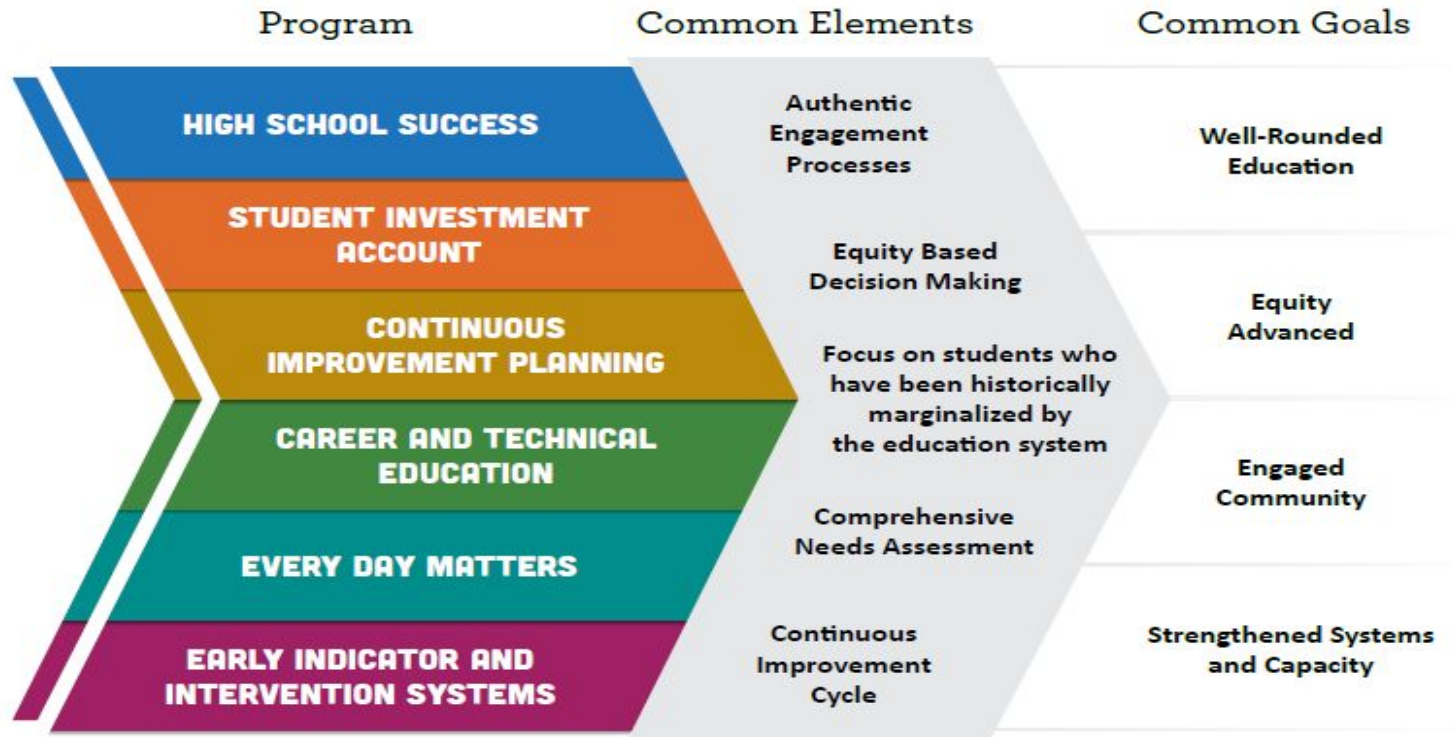 Program
Common Elements
Common Goals
HIGH SCHOOL SUCCESS
STUDENT INVESTMENT
ACCOUNT
CONTINUOUS
IMPROVEMENT PLANNING
CAREER AND TECHNICAL
EDUCATION
EVERY DAY MATTERS
EARLY INDICATOR AND
INTERVENTION SYSTEMS
Authentic
Engagement
Processes
Equity Based
Decision Making
Focus on students who
have been historically
marginalized by
the education system
Comprehensive
Needs Assessment
Continuous
Improvement
Cycle
Well-Rounded
Education
Equity
Advanced
Engaged
Community
Strengthened Systems
and Capacity